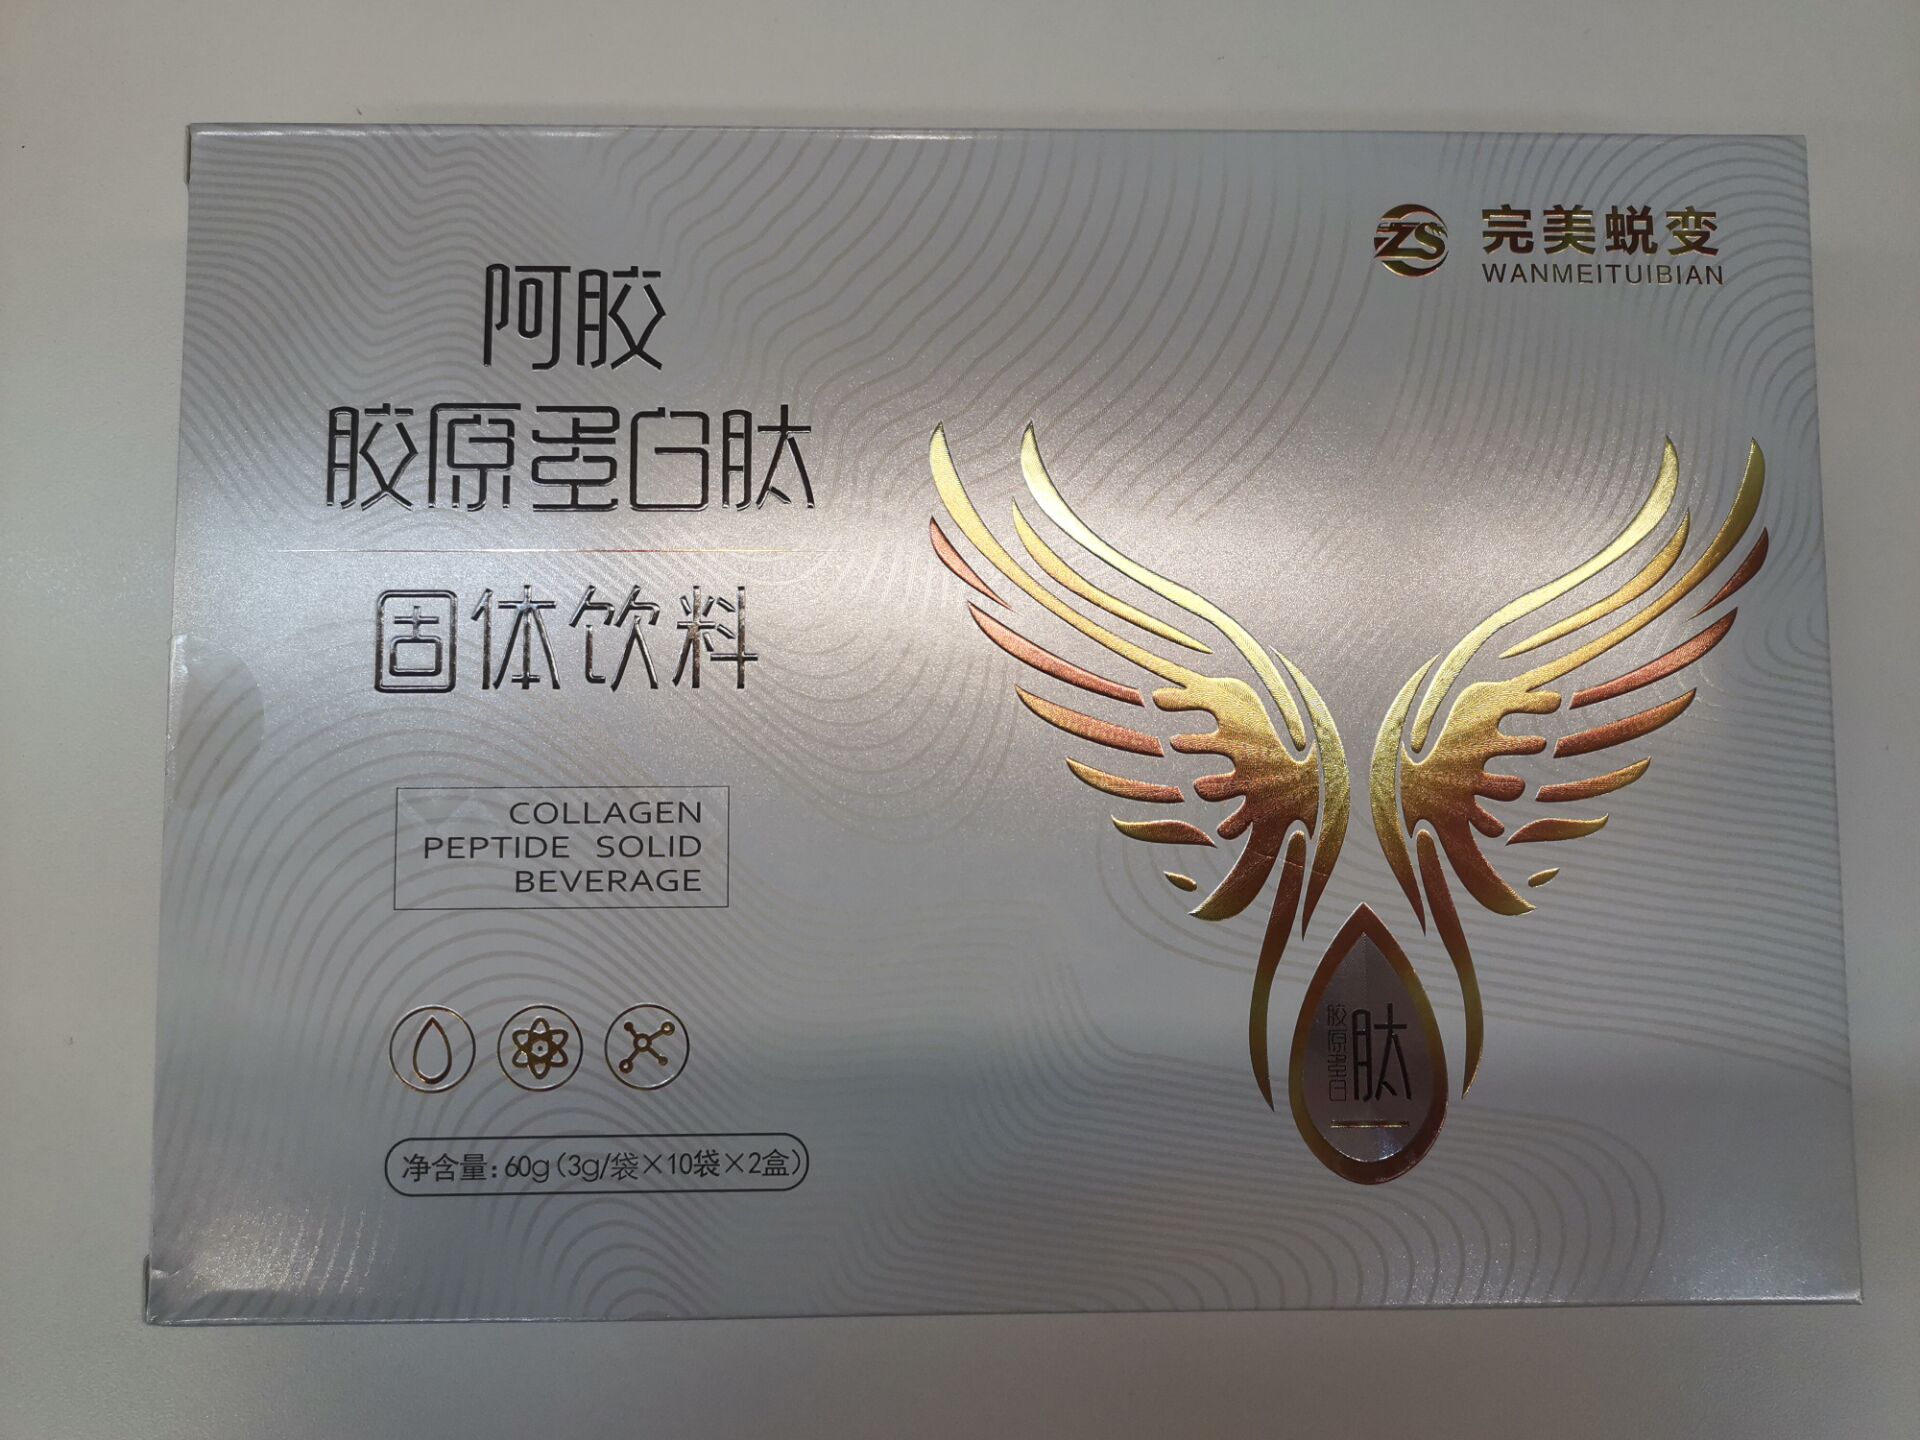 ZS
完美蜕变
WANMEITUIBIAN
阿胶
胶原蛋白肽
固体饮料
COLLAGEN
PEPTIDE SOLID
BEVERAGE
净含量:60g(3g/袋×10袋×2盒)
胶原蛋白
肽